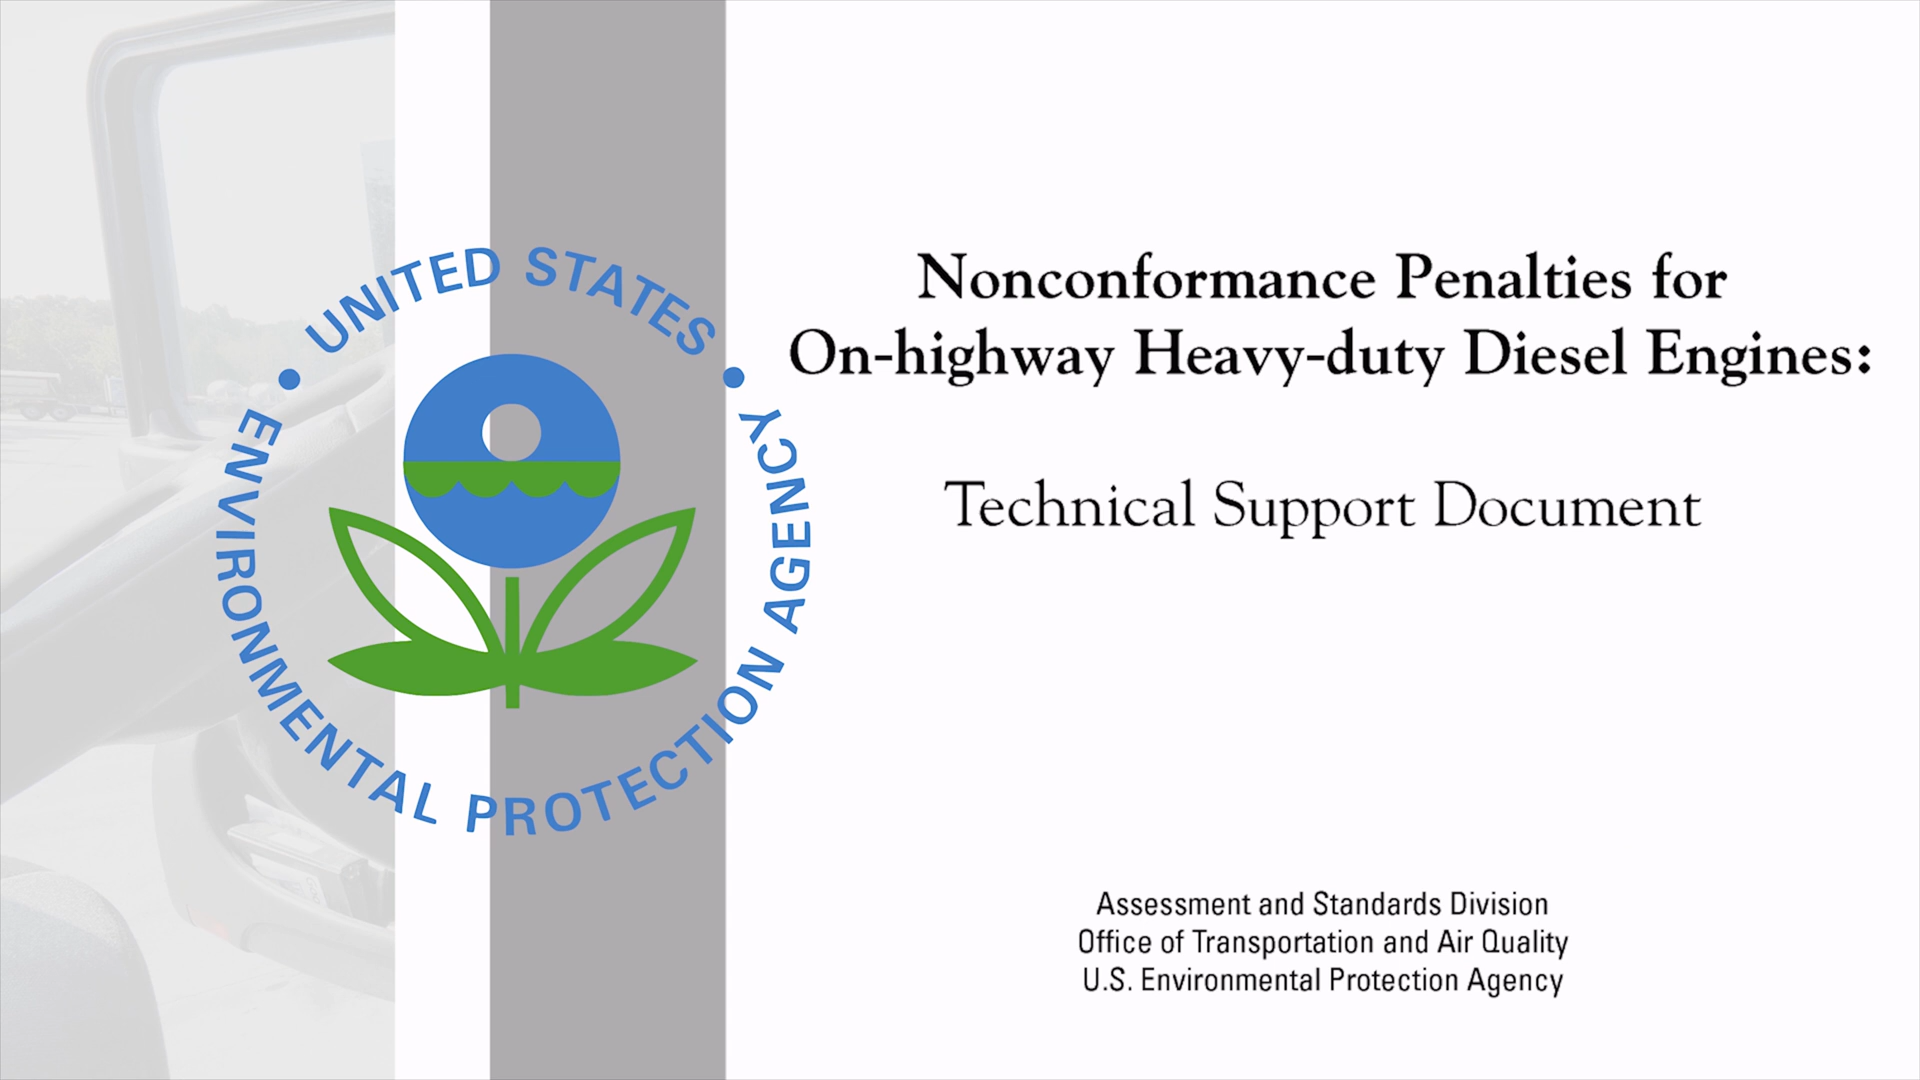 UNITED STATES
ENVIRONMENTAL PROTECTION AGENCY
Nonconformance Penalties for
On-highway Heavy-duty Diesel Engines:
Technical Support Document
Assessment and Standards Division
Office of Transportation and Air Quality
U.S. Environmental Protection Agency